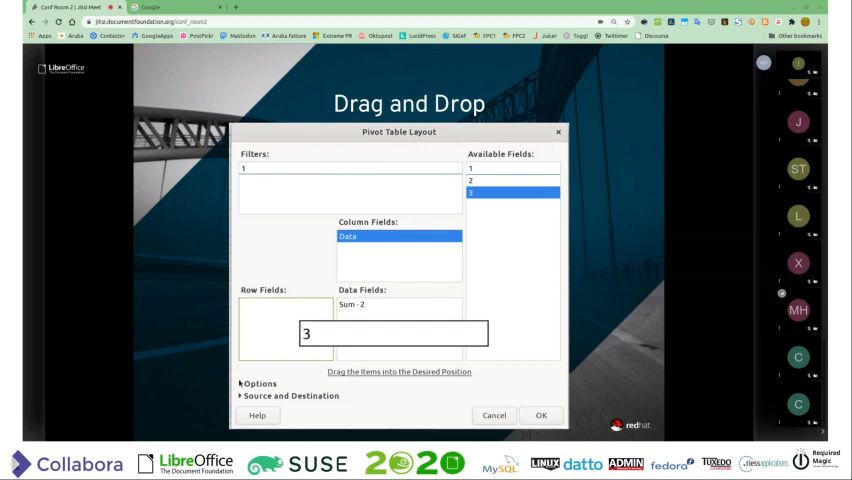 Conf Room 2 | Jitsi Meet
Google
jitsi.documentfoundation.org/conf_room2
Apps
Aruba
Contacts+
GoogleApps
PostFickr
Mastodon
Aruba Fatture
Extreme PR
Oktopost
LucidPress
SIGeF
FPC1
FPC2
Juicer
Toggl
Twittimer
Discourse
Other bookmarks
LibreOffice
The Document Foundation
Drag and Drop
Pivot Table Layout
Filters:
Available Fields:
1
1
2
3
Column Fields:
Data
Row Fields:
Data Fields:
Sum - 2
3
Drag the Items into the Desired Position
Options
Source and Destination
Help
Cancel
OK
redhat.
J
ST
L
X
MH
C
C
Collabora
LibreOffice
The Document Foundation
SUSE
2020
MySQL
LINUX
datto
ADMIN
fedora
TUXEDO
riess applications
Required
Magic